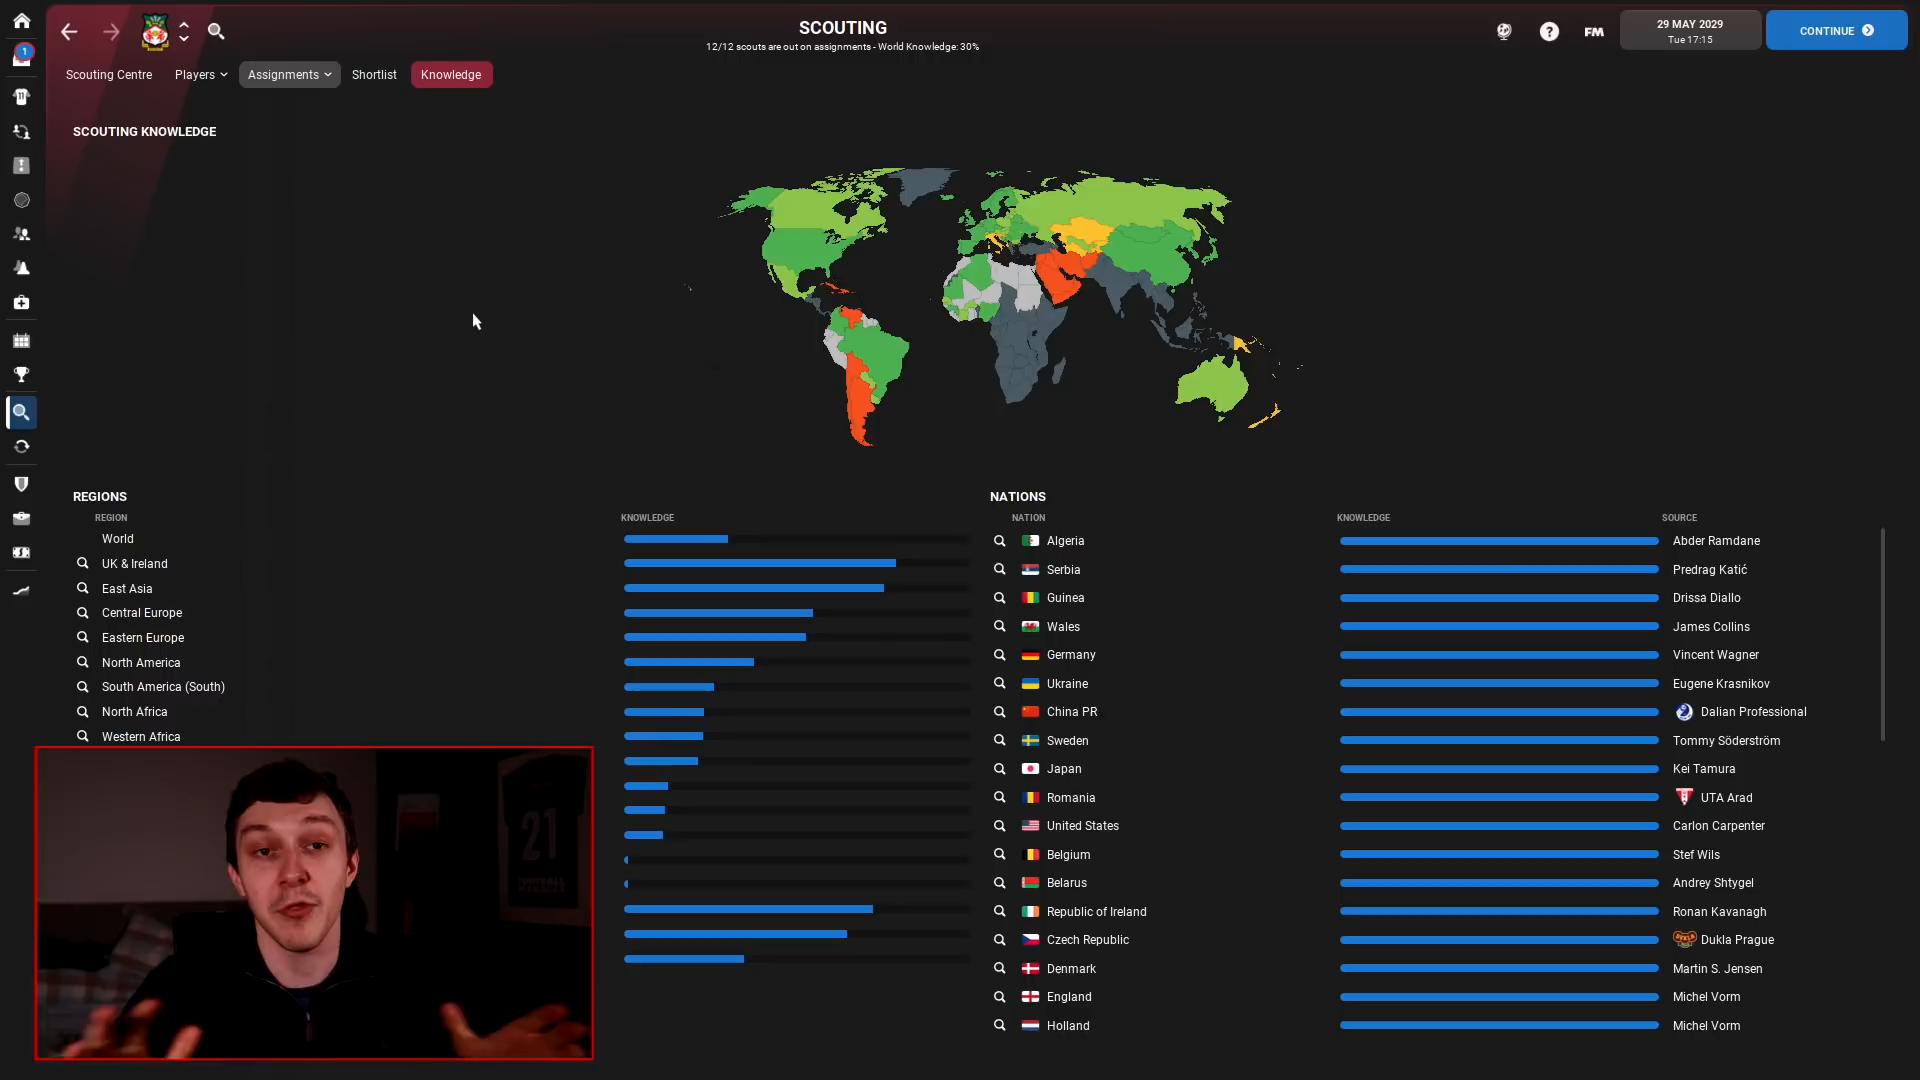 SCOUTING
12/12 scouts are out on assignments - World Knowledge: 30%
FM
29 MAY 2029
Tue 17:15
CONTINUE
1
11
Scouting Centre
Players
Assignments
Shortlist
Knowledge
SCOUTING KNOWLEDGE
REGIONS
REGION
KNOWLEDGE
World
UK & Ireland
East Asia
Central Europe
Eastern Europe
North America
South America (South)
North Africa
Western Africa
NATIONS
NATION KNOWLEDGE SOURCE
Algeria Abder Ramdane
Serbia Predrag Katić
Guinea Drissa Diallo
Wales James Collins
Germany Vincent Wagner
Ukraine Eugene Krasnikov
China PR Dalian Professional
Sweden Tommy Söderström
Japan Kei Tamura
Romania UTA Arad
United States Carlon Carpenter
Belgium Stef Wils
Belarus Andrey Shtygel
Republic of Ireland Ronan Kavanagh
Czech Republic Dukla Prague
Denmark Martin S. Jensen
England Michel Vorm
Holland Michel Vorm
21
FOOTBALL
MANAGER